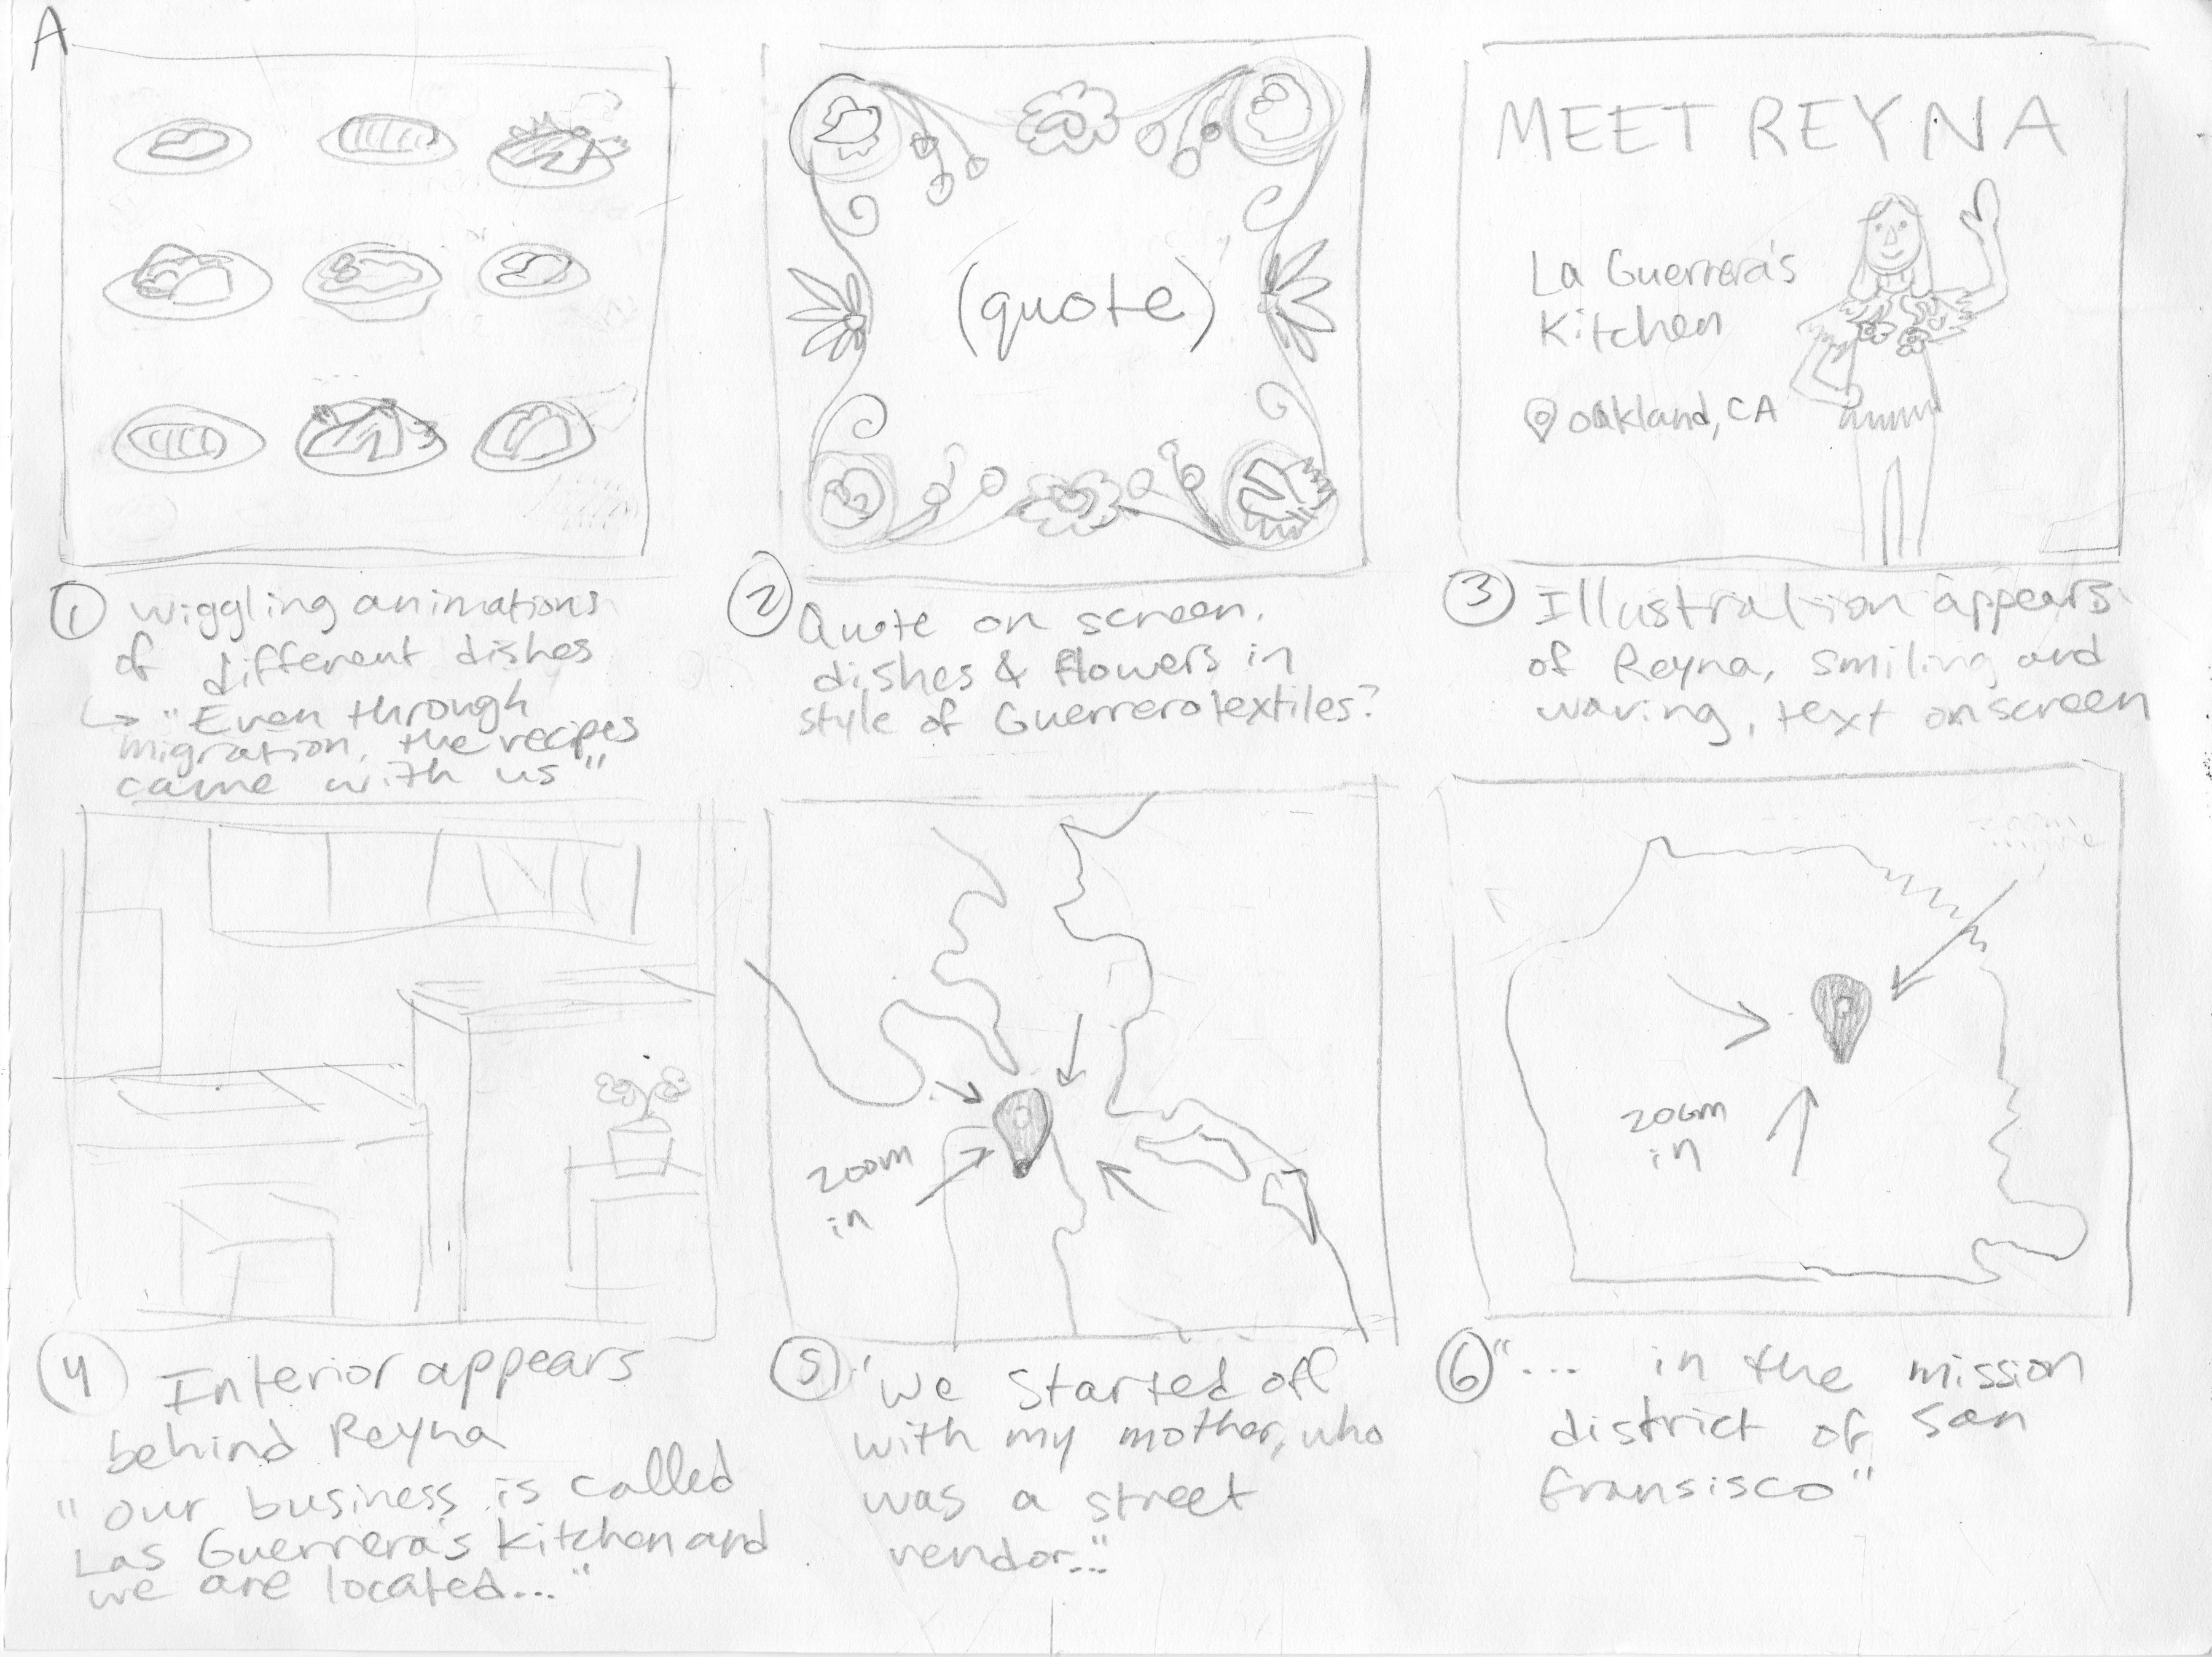 A
(quote)
MEET REYNA
La Guerrera's
Kitchen
Oakland, CA
① wiggling animations
of different dishes
↳ "Even through
migration, the recipes
came with us"
② Quote on screen.
dishes & flowers in
style of Guerrero textiles?
③ Illustration appears
of Reyna, smiling and
waving, text onscreen
zoom
in
zoom
in
④ Interior appears
behind Reyna
"our business is called
Las Guerrera's kitchen and
we are located..."
⑤ "we started off
with my mother, who
was a street
vendor..."
⑥ "... in the mission
district of San
fransisco"